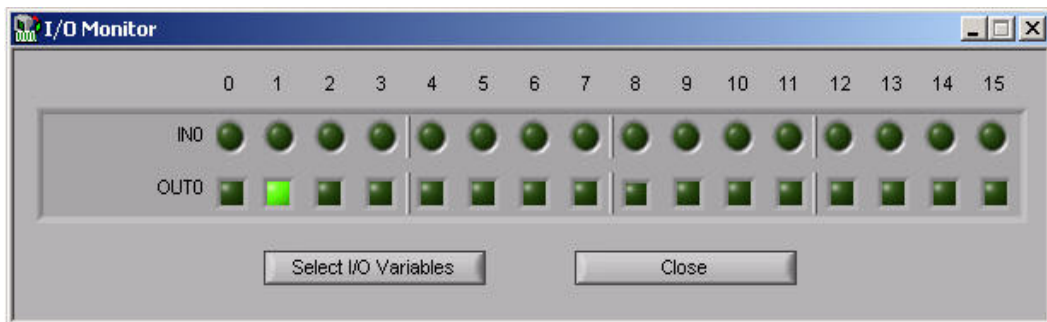 I/O Monitor
0 1 2 3 4 5 6 7 8 9 10 11 12 13 14 15
IN0
OUT0
Select I/O Variables Close